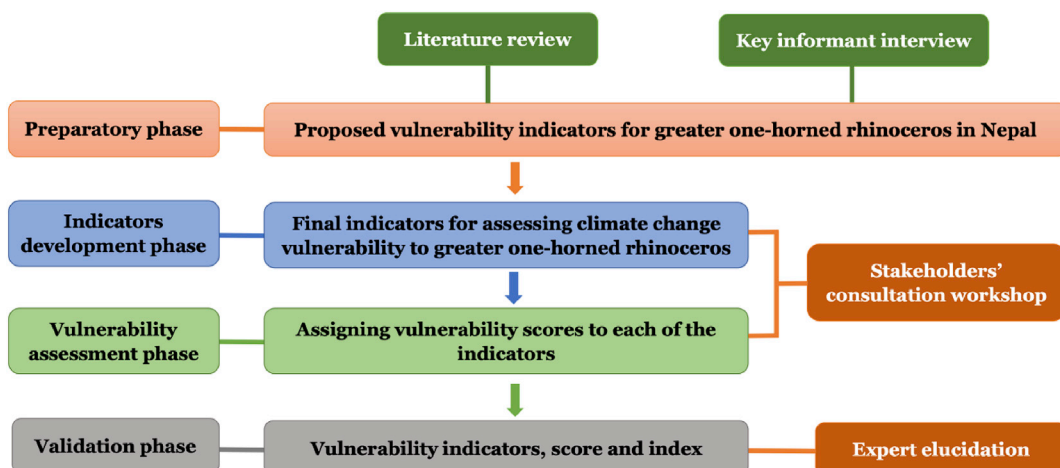 Literature review
Key informant interview
Preparatory phase
Proposed vulnerability indicators for greater one-horned rhinoceros in Nepal
Indicators
development phase
Final indicators for assessing climate change
vulnerability to greater one-horned rhinoceros
Stakeholders’
consultation workshop
Vulnerability
assessment phase
Assigning vulnerability scores to each of the
indicators
Validation phase
Vulnerability indicators, score and index
Expert elucidation